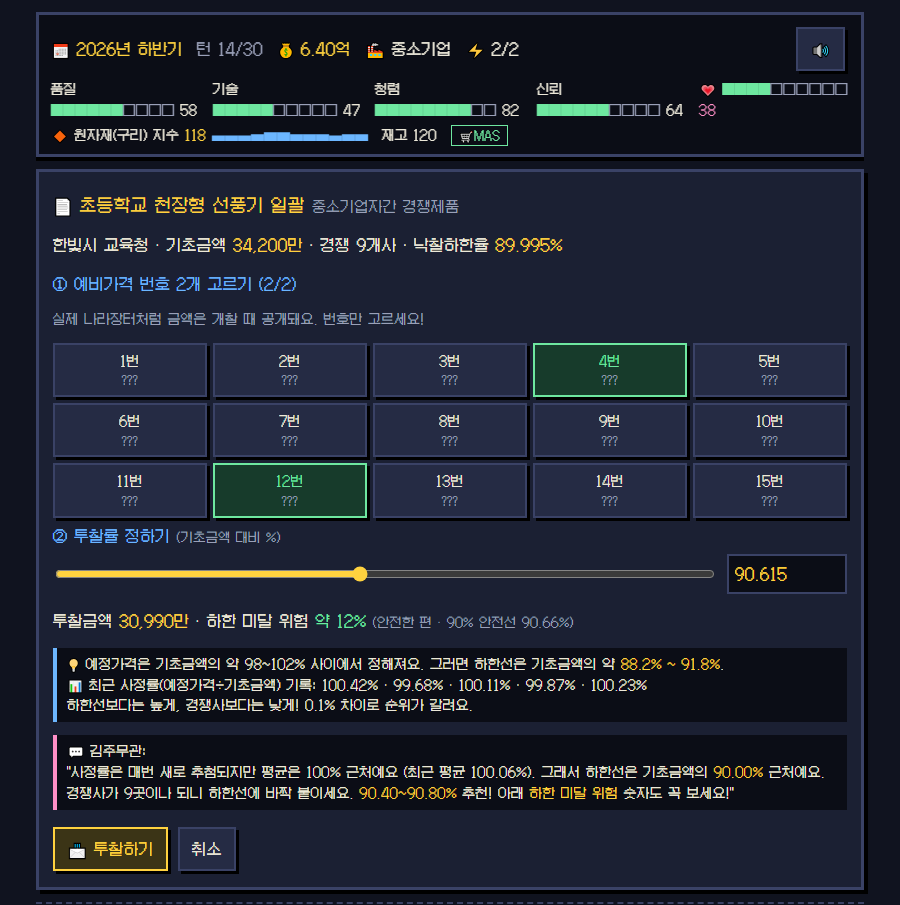 2026년 하반기 턴 14/30 6.40억 중소기업 2/2
품질 기술 청렴 신뢰
58 47 82 64 38
원자재(구리) 지수 118 재고 120 MAS
초등학교 천장형 선풍기 일괄 중소기업자간 경쟁제품
한빛시 교육청 · 기초금액 34,200만 · 경쟁 9개사 · 낙찰하한율 89.995%
① 예비가격 번호 2개 고르기 (2/2)
실제 나라장터처럼 금액은 개찰 때 공개돼요. 번호만 고르세요!
1번 2번 3번 4번 5번
??? ??? ??? ??? ???
6번 7번 8번 9번 10번
??? ??? ??? ??? ???
11번 12번 13번 14번 15번
??? ??? ??? ??? ???
② 투찰률 정하기 (기초금액 대비 %)
90.615
투찰금액 30,990만 · 하한 미달 위험 약 12% (안전한 편 · 90% 안전선 90.66%)
예정가격은 기초금액의 약 98~102% 사이에서 정해져요. 그러면 하한선은 기초금액의 약 88.2% ~ 91.8%.
최근 사정률(예정가격÷기초금액) 기록: 100.42% · 99.68% · 100.11% · 99.87% · 100.23%
하한선보다는 높게, 경쟁사보다는 낮게! 0.1% 차이로 순위가 갈려요.
김주무관:
"사정률은 매번 새로 추첨되지만 평균은 100% 근처예요 (최근 평균 100.06%). 그래서 하한선은 기초금액의 90.00% 근처예요.
경쟁사가 9곳이나 되니 하한선에 바짝 붙이세요. 90.40~90.80% 추천! 아래 하한 미달 위험 숫자도 꼭 보세요!"
투찰하기 취소